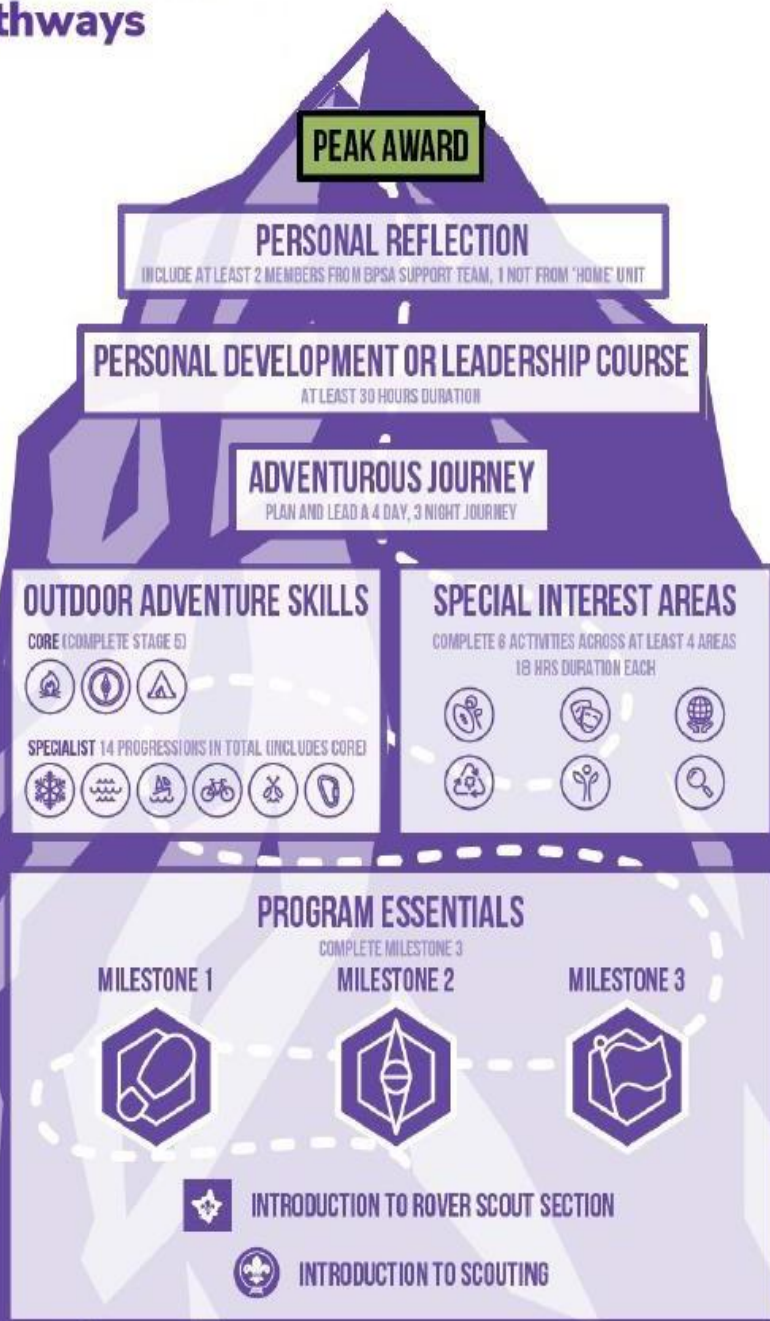 thways
PEAK AWARD
PERSONAL REFLECTION
INCLUDE AT LEAST 2 MEMBERS FROM BPSA SUPPORT TEAM, 1 NOT FROM 'HOME' UNIT
PERSONAL DEVELOPMENT OR LEADERSHIP COURSE
AT LEAST 30 HOURS DURATION
ADVENTUROUS JOURNEY
PLAN AND LEAD A 4 DAY, 3 NIGHT JOURNEY
OUTDOOR ADVENTURE SKILLS
CORE (COMPLETE STAGE 5)
SPECIALIST 14 PROGRESSIONS IN TOTAL (INCLUDES CORE)
SPECIAL INTEREST AREAS
COMPLETE 6 ACTIVITIES ACROSS AT LEAST 4 AREAS
18 HRS DURATION EACH
PROGRAM ESSENTIALS
COMPLETE MILESTONE 3
MILESTONE 1
MILESTONE 2
MILESTONE 3
INTRODUCTION TO ROVER SCOUT SECTION
INTRODUCTION TO SCOUTING